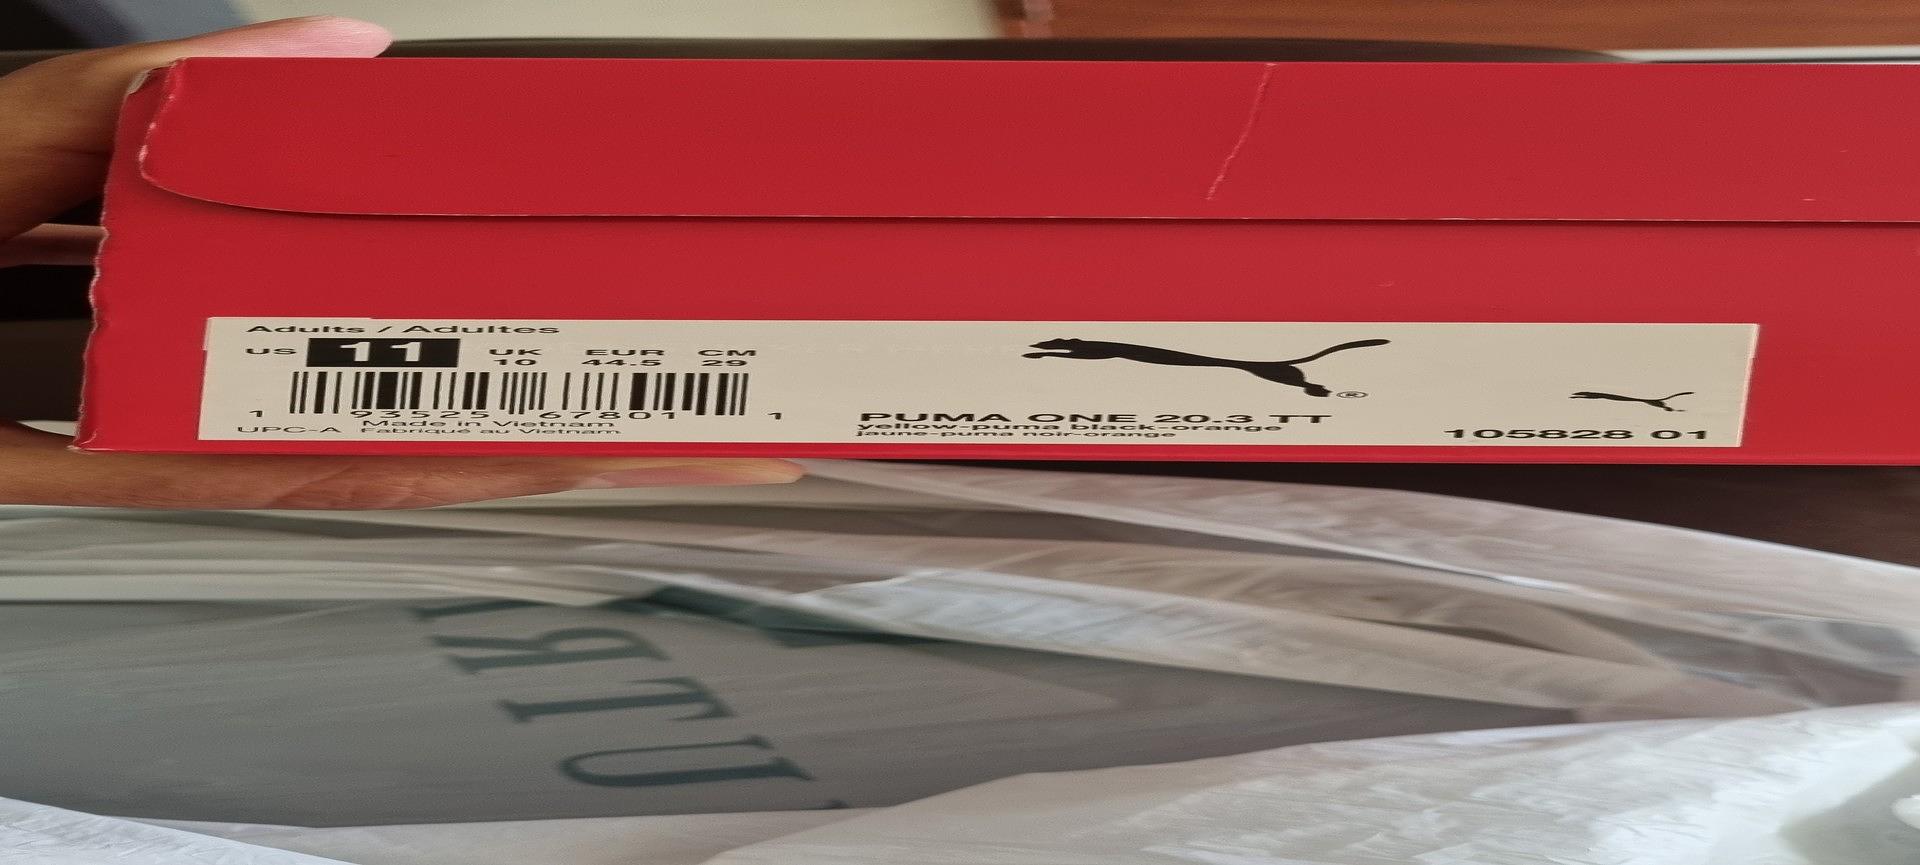 Adults / Adultes
US 11 UK EUR CM
10 44.5 29
1 93525 67801 1
Made in Vietnam
UPC-A Fabriqué au Vietnam
®
PUMA ONE 20.3 TT
yellow-puma black-orange
jaune-puma noir-orange
105828 01